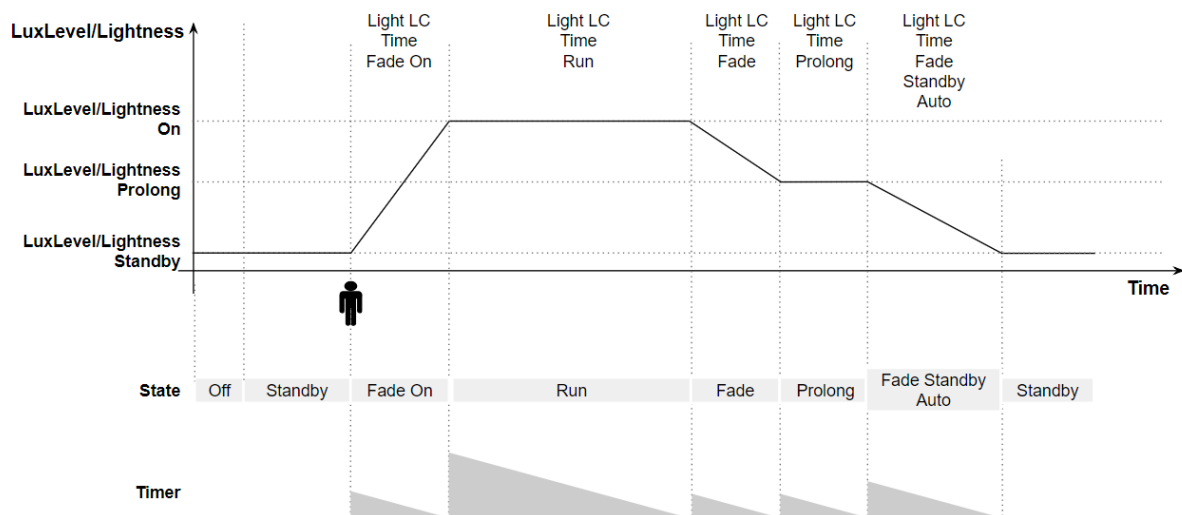 LuxLevel/Lightness
Light LC
Time
Fade On
Light LC
Time
Run
Light LC
Time
Fade
Light LC
Time
Prolong
Light LC
Time
Fade
Standby
Auto
LuxLevel/Lightness
On
LuxLevel/Lightness
Prolong
LuxLevel/Lightness
Standby
Time
State
Off
Standby
Fade On
Run
Fade
Prolong
Fade Standby
Auto
Standby
Timer